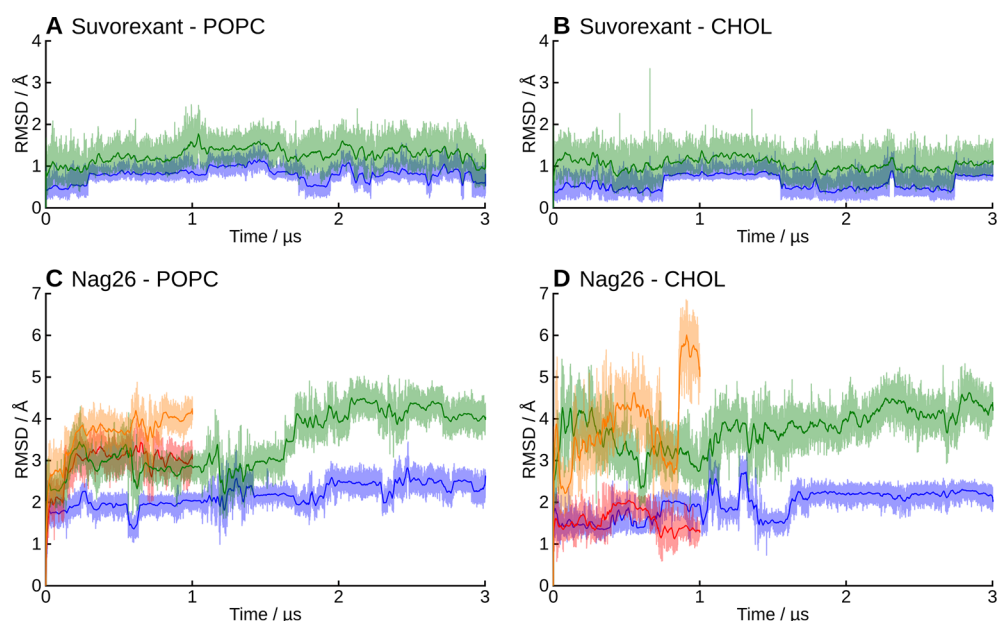 A Suvorexant - POPC
4
3
2
1
0
RMSD / Å
0 1 2 3
Time / µs
B Suvorexant - CHOL
4
3
2
1
0
RMSD / Å
0 1 2 3
Time / µs
C Nag26 - POPC
7
6
5
4
3
2
1
0
RMSD / Å
0 1 2 3
Time / µs
D Nag26 - CHOL
7
6
5
4
3
2
1
0
RMSD / Å
0 1 2 3
Time / µs